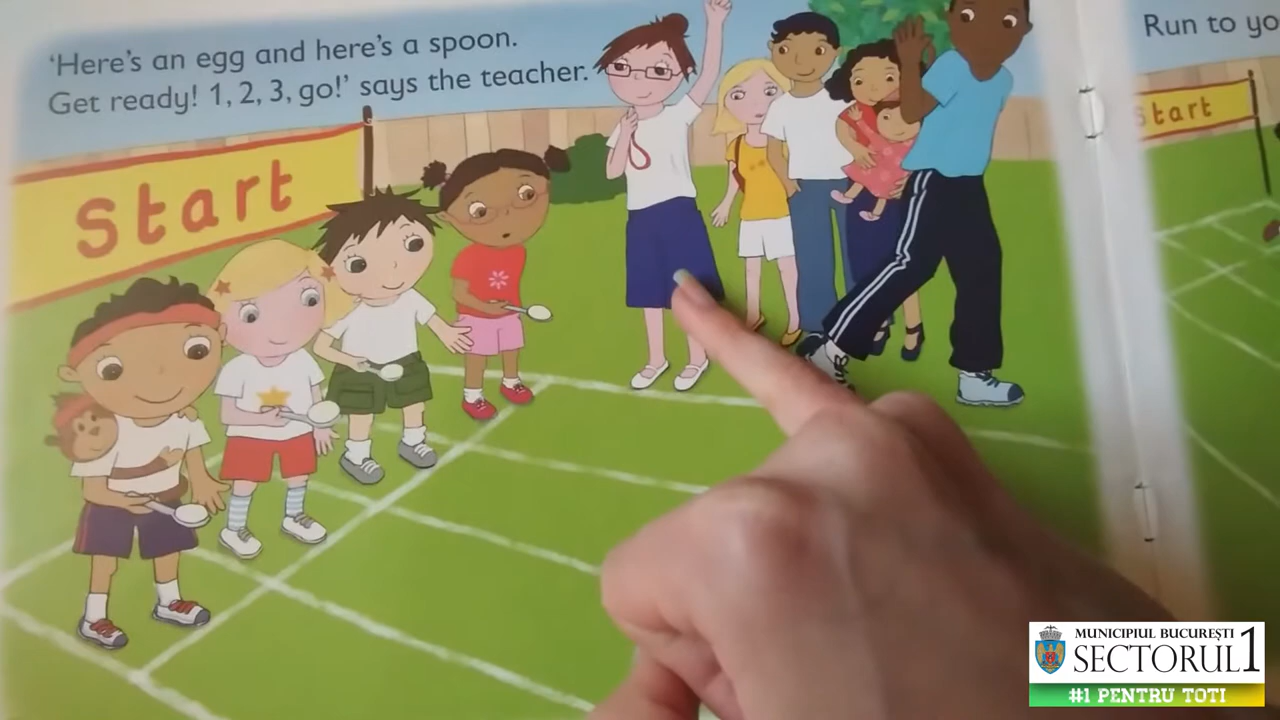 'Here's an egg and here's a spoon.
Get ready! 1, 2, 3, go!' says the teacher.
Start
Run to yo
Start
MUNICIPIUL BUCUREȘTI
SECTORUL 1
#1 PENTRU TOTI